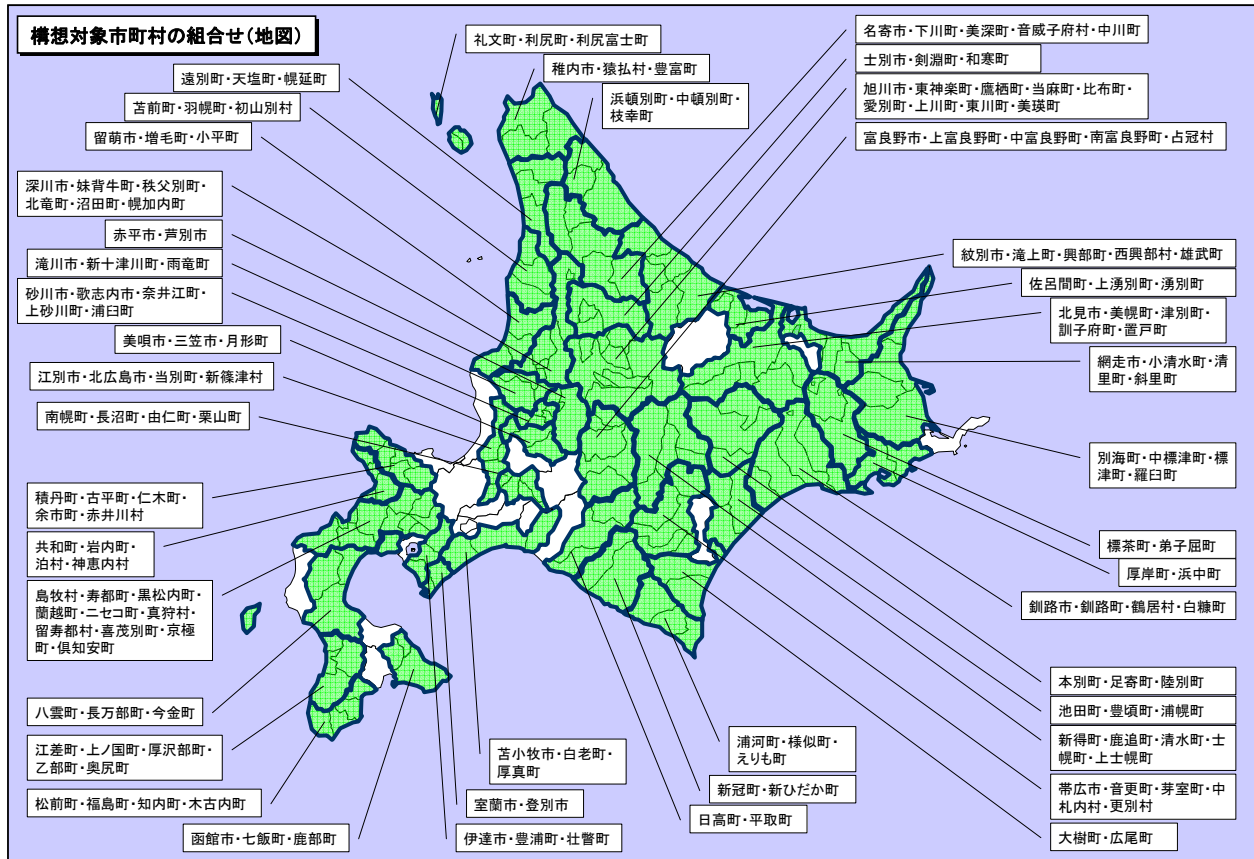 構想対象市町村の組合せ(地図)
礼文町・利尻町・利尻富士町
遠別町・天塩町・幌延町
稚内市・猿払村・豊富町
苫前町・羽幌町・初山別村
浜頓別町・中頓別町・
枝幸町
留萌市・増毛町・小平町
名寄市・下川町・美深町・音威子府村・中川町
士別市・剣淵町・和寒町
旭川市・東神楽町・鷹栖町・当麻町・比布町・
愛別町・上川町・東川町・美瑛町
富良野市・上富良野町・中富良野町・南富良野町・占冠村
深川市・妹背牛町・秩父別町・
北竜町・沼田町・幌加内町
赤平市・芦別市
滝川市・新十津川町・雨竜町
砂川市・歌志内市・奈井江町・
上砂川町・浦臼町
美唄市・三笠市・月形町
江別市・北広島市・当別町・新篠津村
南幌町・長沼町・由仁町・栗山町
紋別市・滝上町・興部町・西興部村・雄武町
佐呂間町・上湧別町・湧別町
北見市・美幌町・津別町・
訓子府町・置戸町
網走市・小清水町・清
里町・斜里町
別海町・中標津町・標
津町・羅臼町
積丹町・古平町・仁木町・
余市町・赤井川村
共和町・岩内町・
泊村・神恵内村
島牧村・寿都町・黒松内町・
蘭越町・ニセコ町・真狩村・
留寿都村・喜茂別町・京極
町・倶知安町
標茶町・弟子屈町
厚岸町・浜中町
釧路市・釧路町・鶴居村・白糠町
八雲町・長万部町・今金町
江差町・上ノ国町・厚沢部町・
乙部町・奥尻町
松前町・福島町・知内町・木古内町
函館市・七飯町・鹿部町
苫小牧市・白老町・
厚真町
室蘭市・登別市
伊達市・豊浦町・壮瞥町
浦河町・様似町・
えりも町
新冠町・新ひだか町
日高町・平取町
本別町・足寄町・陸別町
池田町・豊頃町・浦幌町
新得町・鹿追町・清水町・士
幌町・上士幌町
帯広市・音更町・芽室町・中
札内村・更別村
大樹町・広尾町